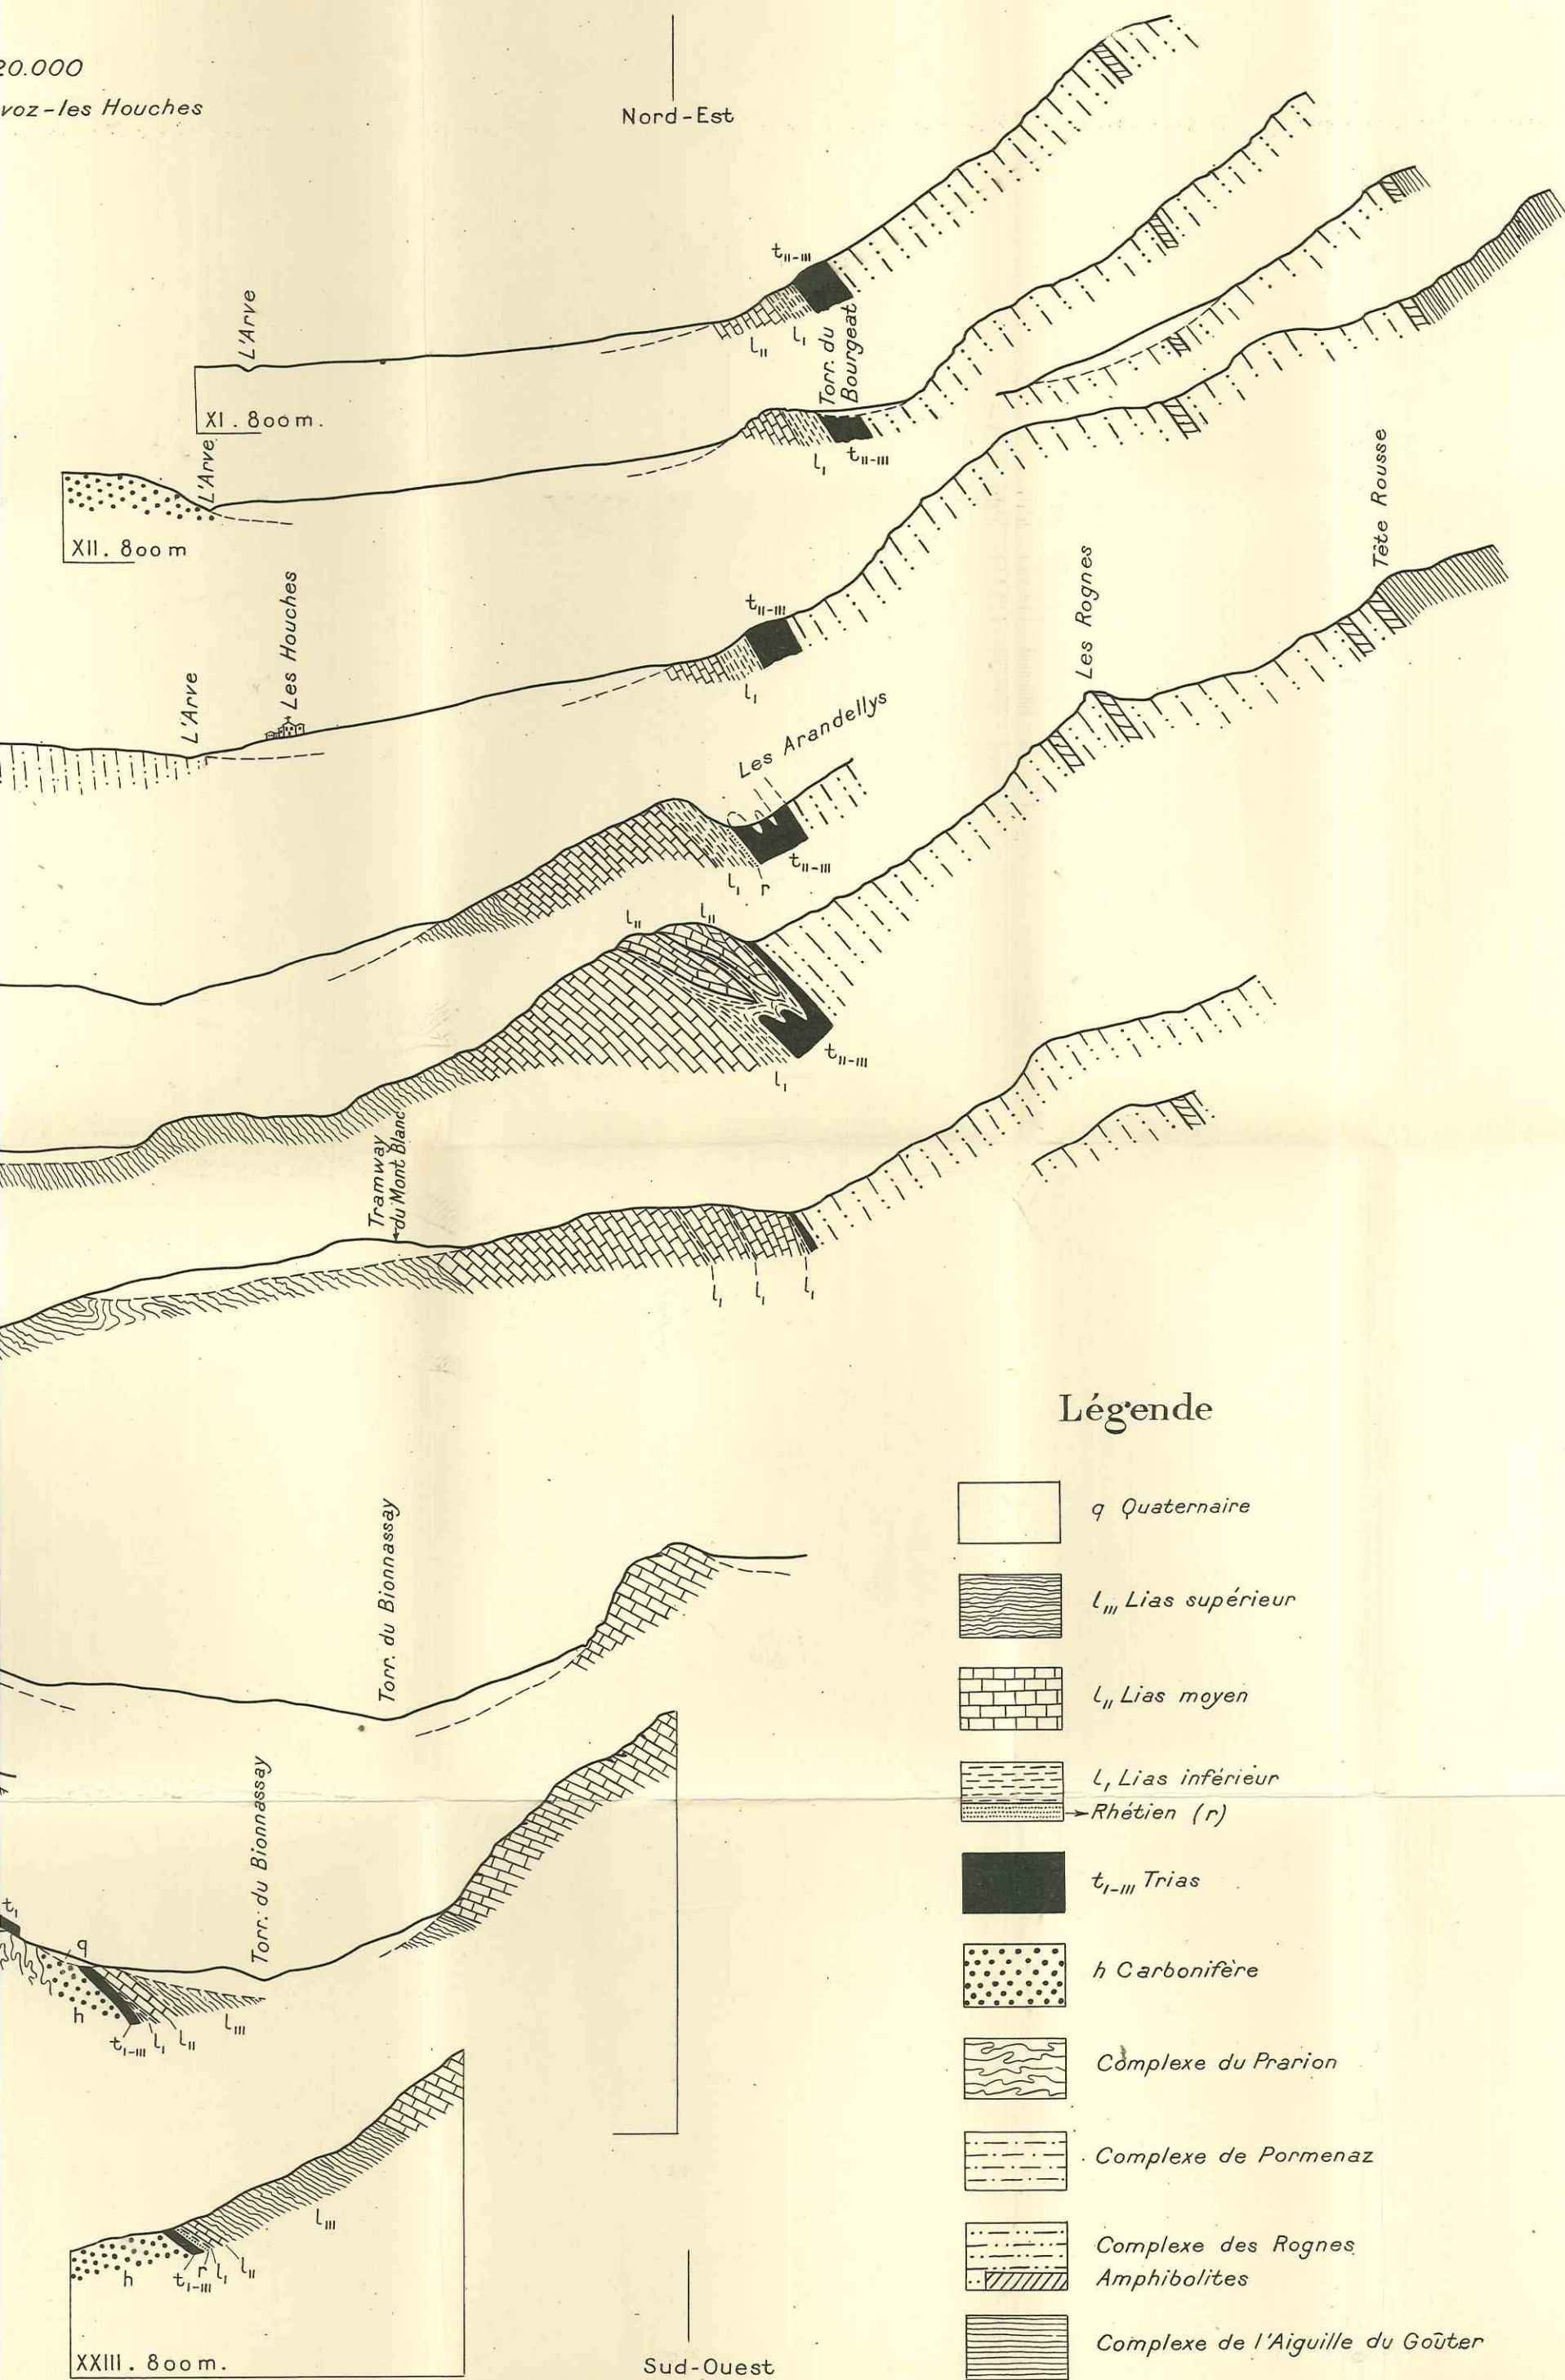 20.000
voz-les Houches
Nord-Est
t II-III
L'Arve
l II
l I
Torr. du
Bourgeat
XI. 800 m.
L'Arve
l I
t II-III
XII. 800 m
Tête Rousse
Les Rognes
Les Houches
t II-III
L'Arve
l I
Les Arandellys
t II-III
l I
r
l II
l II
t II-III
l I
Tramway
du Mont Blanc
l I
l I
l I
Légende
q Quaternaire
l III Lias supérieur
l II Lias moyen
l I Lias inférieur
Rhétien (r)
t I-III Trias
h Carbonifère
Complexe du Prarion
Complexe de Pormenaz
Complexe des Rognes
Amphibolites
Complexe de l'Aiguille du Goûter
Torr. du Bionnassay
Torr. du Bionnassay
t I
q
h
t I-III
l I
l II
l III
l III
h
t I-III
r
l I
l II
XXIII. 800 m.
Sud-Ouest